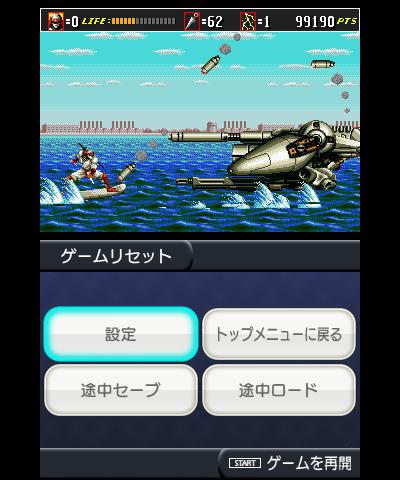 =0 LIFE: =62 =1 99190 PTS
ゲームリセット
設定 トップメニューに戻る
途中セーブ 途中ロード
START ゲームを再開